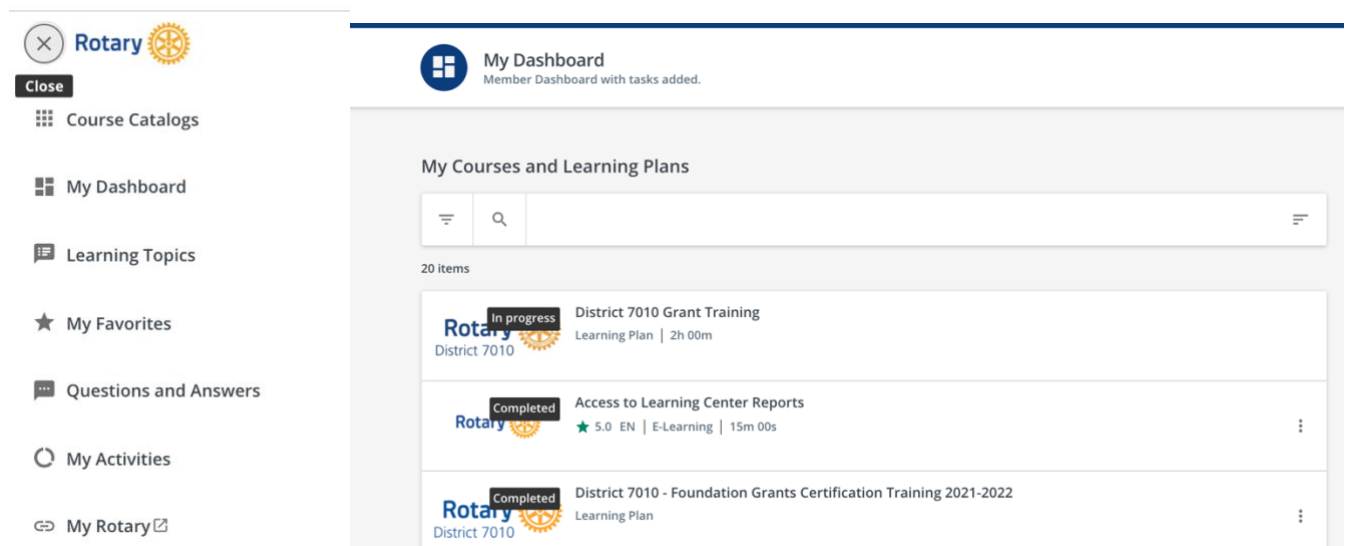 Rotary
Close
Course Catalogs
My Dashboard
Learning Topics
My Favorites
Questions and Answers
My Activities
My Rotary
My Dashboard
Member Dashboard with tasks added.
My Courses and Learning Plans
20 items
In progress
Rotary
District 7010
District 7010 Grant Training
Learning Plan | 2h 00m
Completed
Rotary
Access to Learning Center Reports
5.0 EN | E-Learning | 15m 00s
Completed
Rotary
District 7010
District 7010 - Foundation Grants Certification Training 2021-2022
Learning Plan